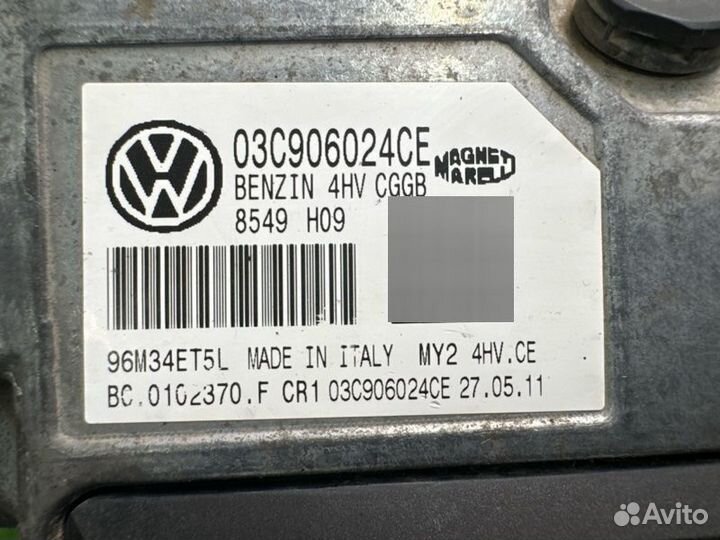 03C906024CE
MAGNETI
MARELLI
BENZIN 4HV CGGB
8549 H09
96M34ET5L MADE IN ITALY MY2 4HV.CE
BC.0102370.F CR1 03C906024CE 27.05.11
Avito